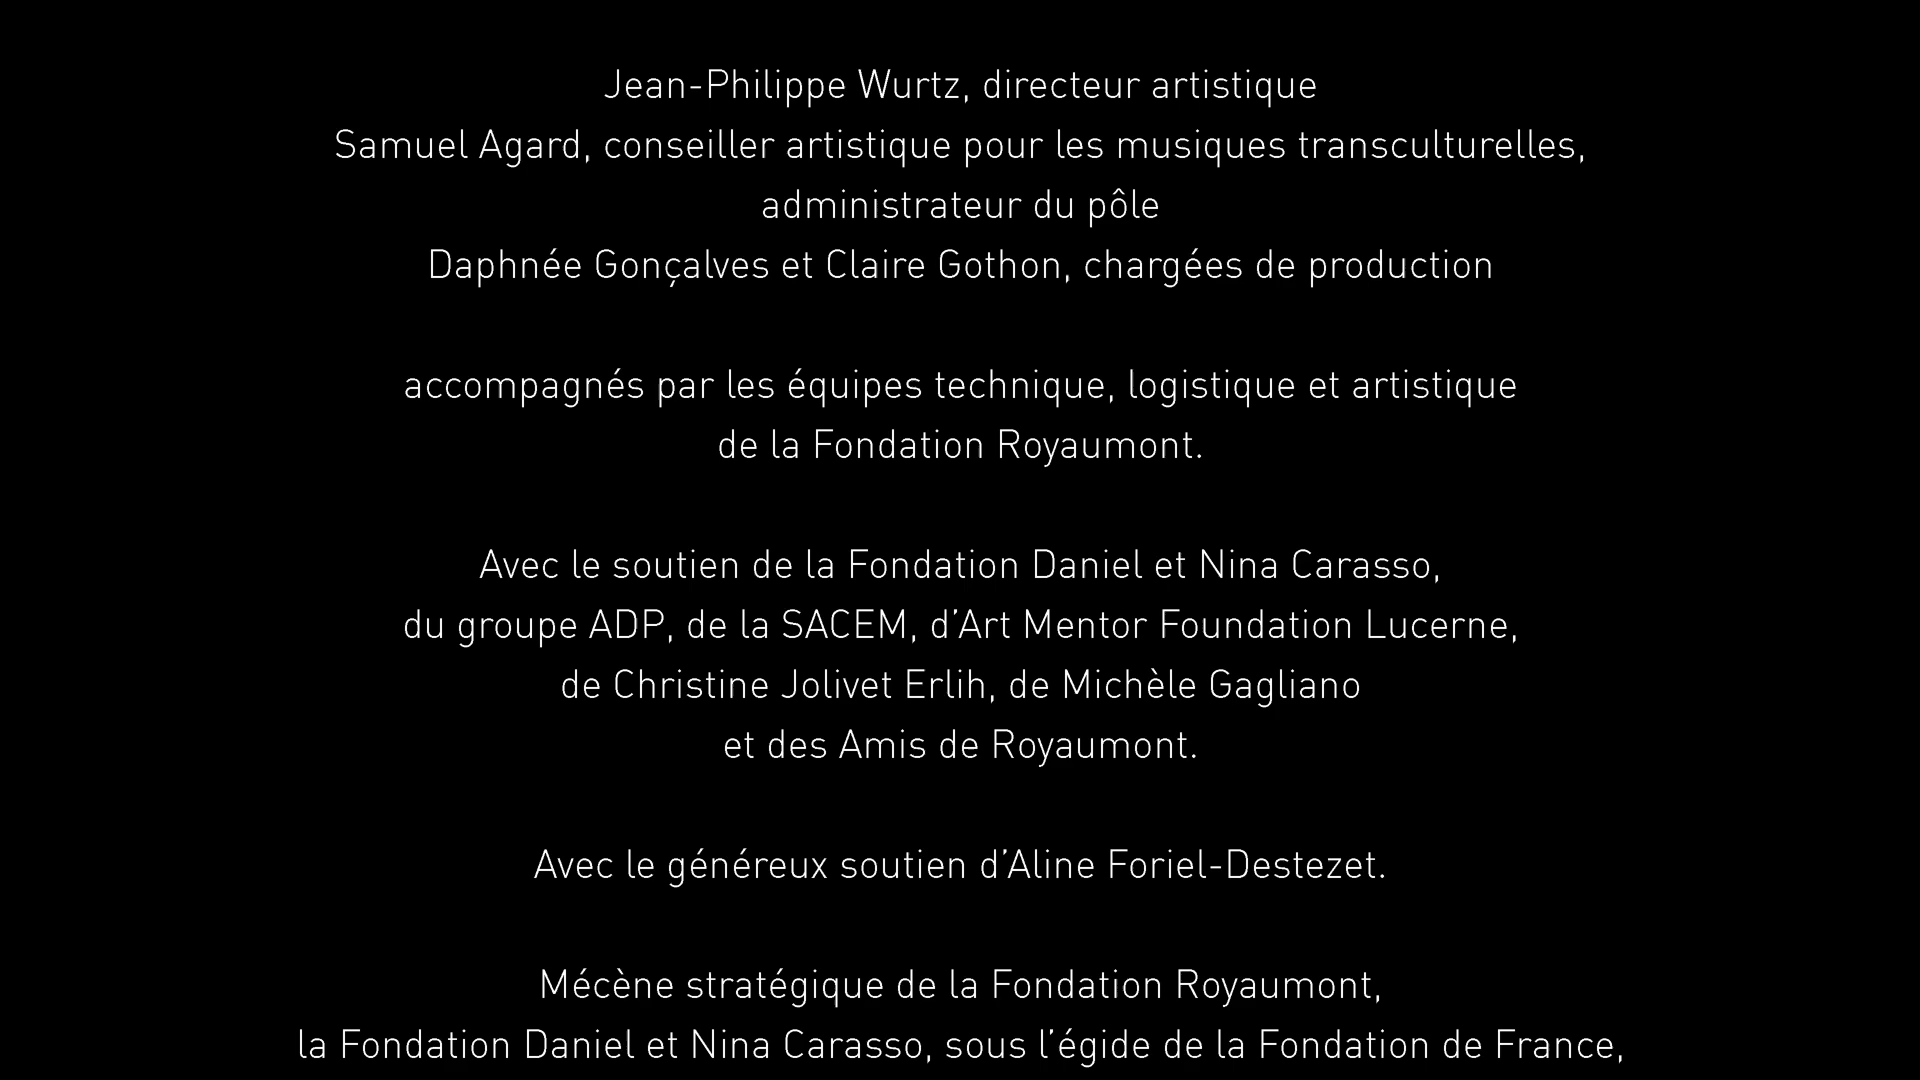 Jean-Philippe Wurtz, directeur artistique
Samuel Agard, conseiller artistique pour les musiques transculturelles,
administrateur du pôle
Daphnée Gonçalves et Claire Gothon, chargées de production
accompagnés par les équipes technique, logistique et artistique
de la Fondation Royaumont.
Avec le soutien de la Fondation Daniel et Nina Carasso,
du groupe ADP, de la SACEM, d’Art Mentor Foundation Lucerne,
de Christine Jolivet Erlih, de Michèle Gagliano
et des Amis de Royaumont.
Avec le généreux soutien d’Aline Foriel-Destezet.
Mécène stratégique de la Fondation Royaumont,
la Fondation Daniel et Nina Carasso, sous l’égide de la Fondation de France,